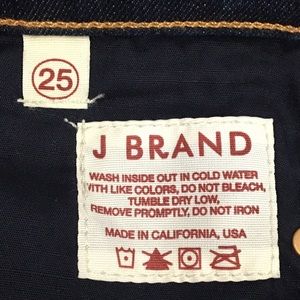 25
J BRAND
WASH INSIDE OUT IN COLD WATER
WITH LIKE COLORS, DO NOT BLEACH,
TUMBLE DRY LOW,
REMOVE PROMPTLY, DO NOT IRON
MADE IN CALIFORNIA, USA